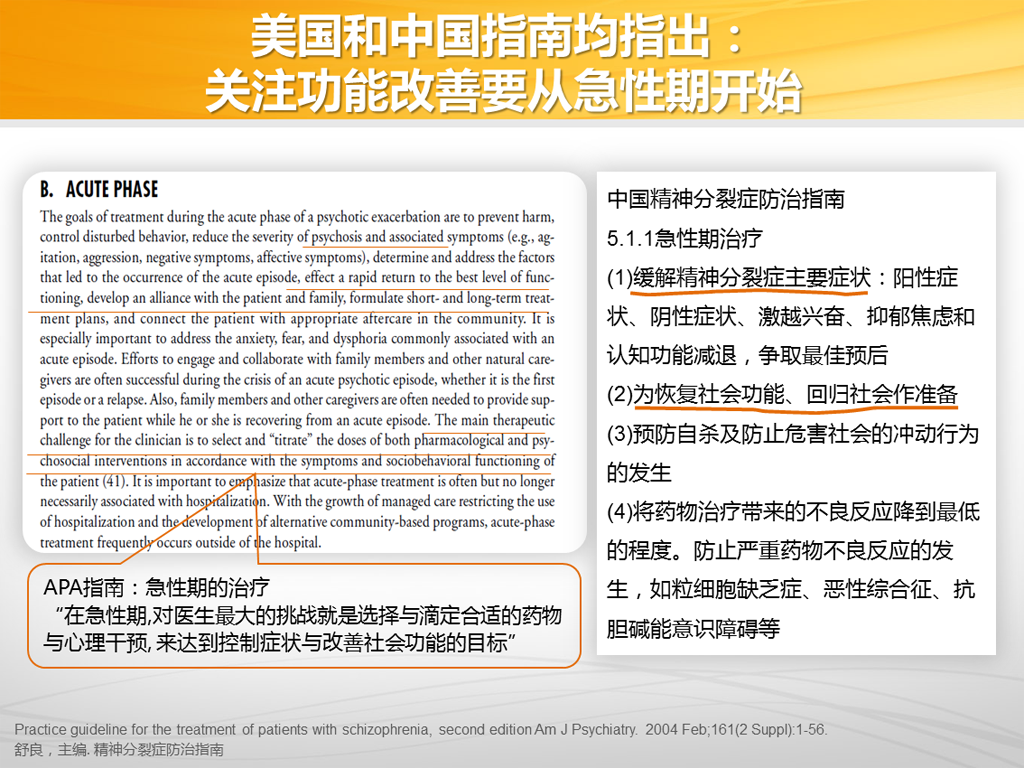 美国和中国指南均指出：
关注功能改善要从急性期开始
B. ACUTE PHASE
The goals of treatment during the acute phase of a psychotic exacerbation are to prevent harm,
control disturbed behavior, reduce the severity of psychosis and associated symptoms (e.g., ag-
itation, aggression, negative symptoms, affective symptoms), determine and address the factors
that led to the occurrence of the acute episode, effect a rapid return to the best level of func-
tioning, develop an alliance with the patient and family, formulate short- and long-term treat-
ment plans, and connect the patient with appropriate aftercare in the community. It is
especially important to address the anxiety, fear, and dysphoria commonly associated with an
acute episode. Efforts to engage and collaborate with family members and other natural care-
givers are often successful during the crisis of an acute psychotic episode, whether it is the first
episode or a relapse. Also, family members and other caregivers are often needed to provide sup-
port to the patient while he or she is recovering from an acute episode. The main therapeutic
challenge for the clinician is to select and “titrate” the doses of both pharmacological and psy-
chosocial interventions in accordance with the symptoms and sociobehavioral functioning of
the patient (41). It is important to emphasize that acute-phase treatment is often but no longer
necessarily associated with hospitalization. With the growth of managed care restricting the use
of hospitalization and the development of alternative community-based programs, acute-phase
treatment frequently occurs outside of the hospital.
APA指南：急性期的治疗
“在急性期,对医生最大的挑战就是选择与滴定合适的药物
与心理干预, 来达到控制症状与改善社会功能的目标”
中国精神分裂症防治指南
5.1.1急性期治疗
(1)缓解精神分裂症主要症状：阳性症
状、阴性症状、激越兴奋、抑郁焦虑和
认知功能减退，争取最佳预后
(2)为恢复社会功能、回归社会作准备
(3)预防自杀及防止危害社会的冲动行为
的发生
(4)将药物治疗带来的不良反应降到最低
的程度。防止严重药物不良反应的发
生，如粒细胞缺乏症、恶性综合征、抗
胆碱能意识障碍等
Practice guideline for the treatment of patients with schizophrenia, second edition Am J Psychiatry. 2004 Feb;161(2 Suppl):1-56.
舒良，主编. 精神分裂症防治指南